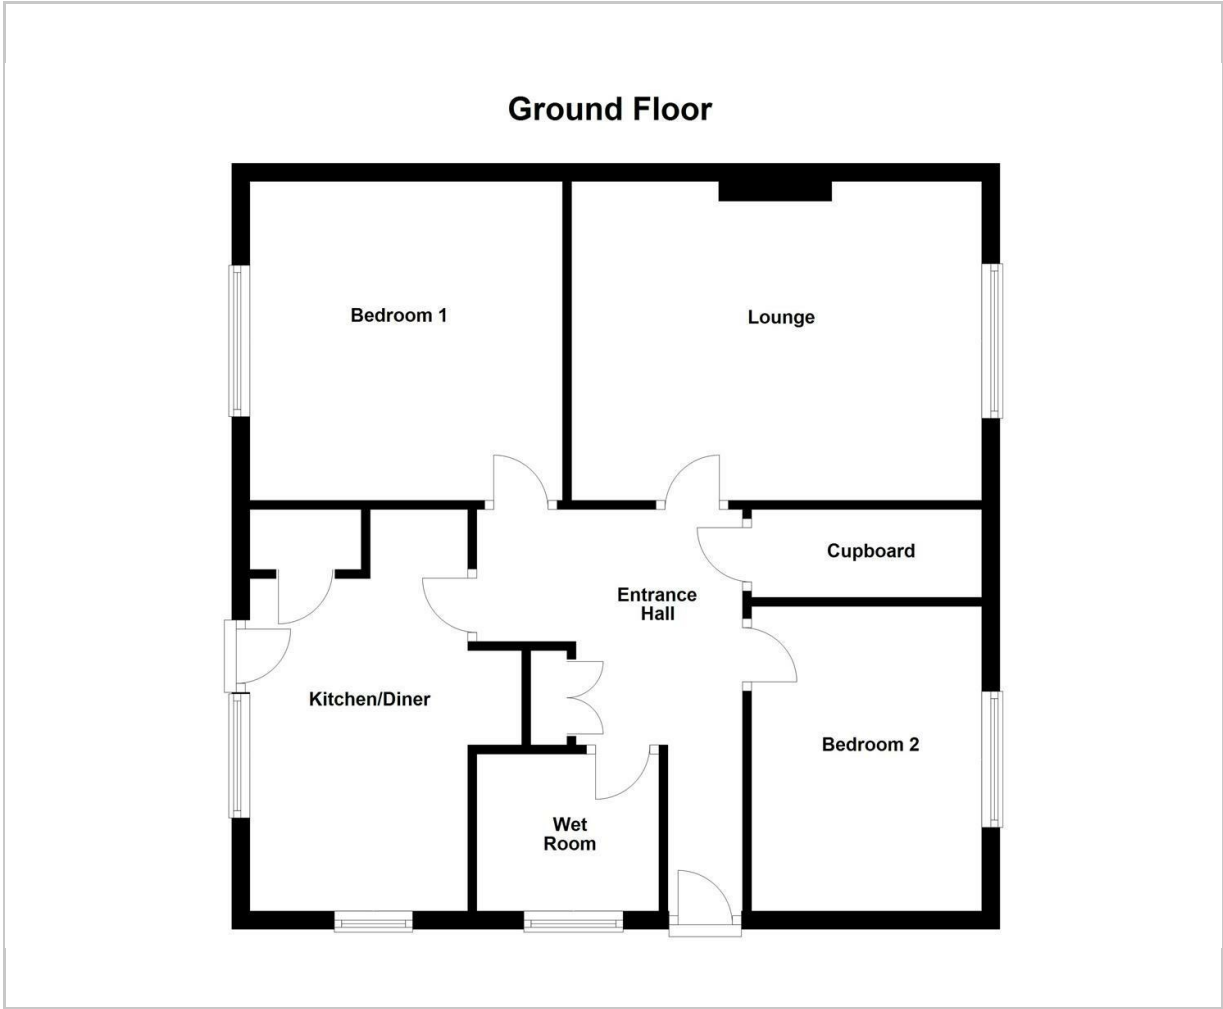 Ground Floor
Bedroom 1
Lounge
Cupboard
Entrance
Hall
Kitchen/Diner
Bedroom 2
Wet
Room